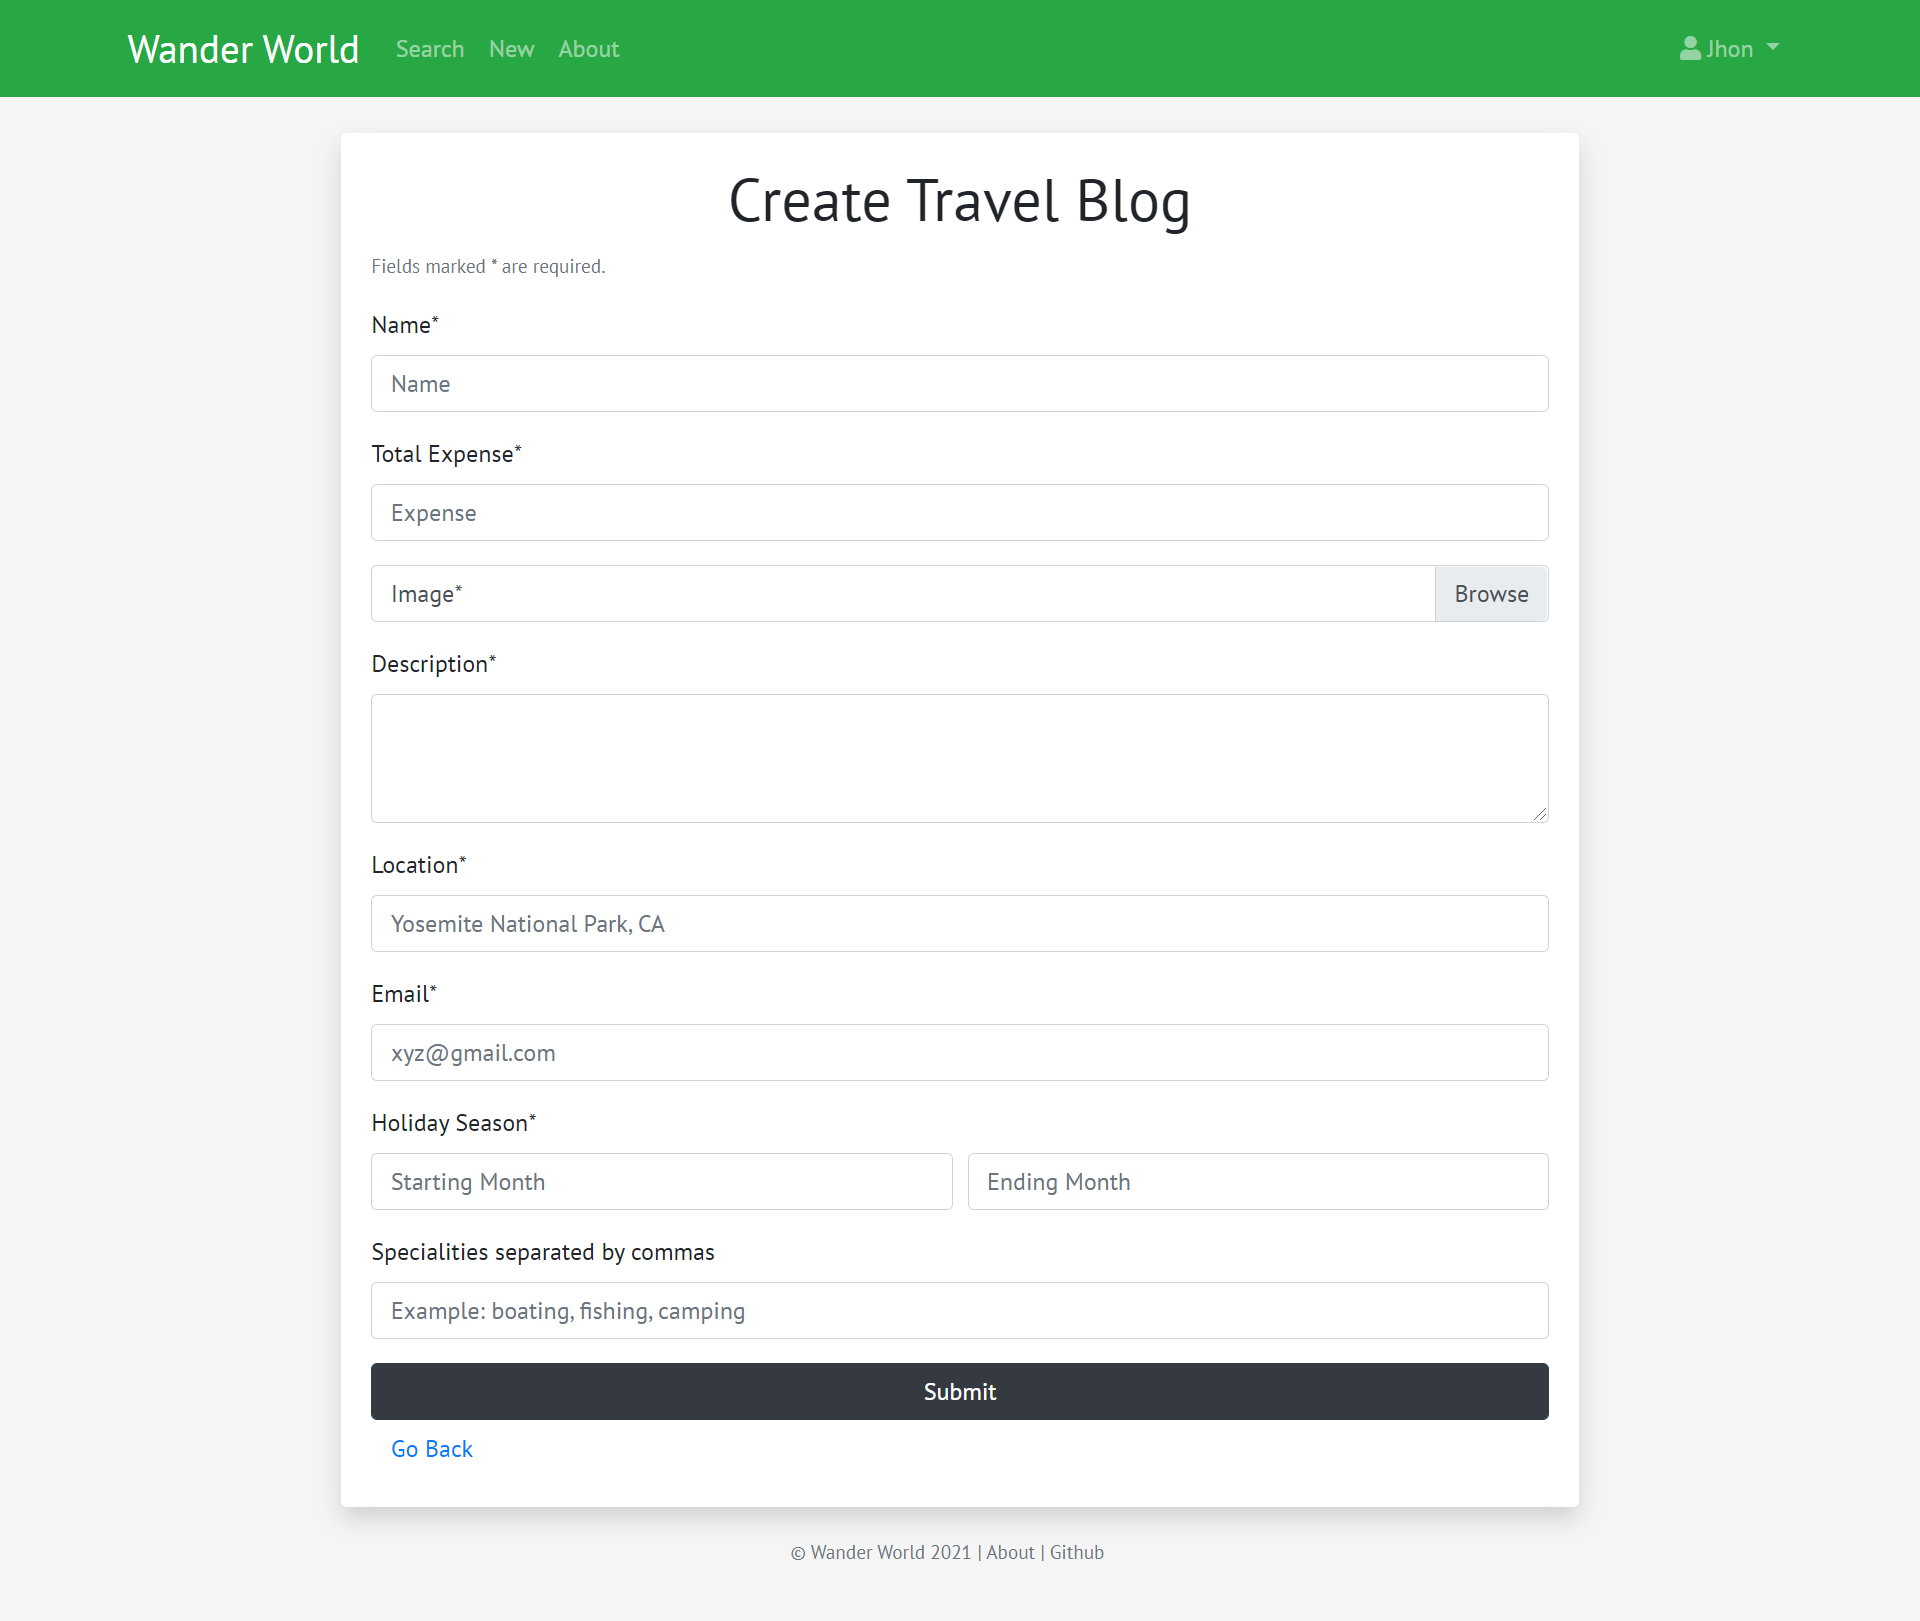 Wander World Search New About Jhon
Create Travel Blog
Fields marked * are required.
Name*
Name
Total Expense*
Expense
Image* Browse
Description*
Location*
Yosemite National Park, CA
Email*
xyz@gmail.com
Holiday Season*
Starting Month Ending Month
Specialities separated by commas
Example: boating, fishing, camping
Submit
Go Back
© Wander World 2021 | About | Github